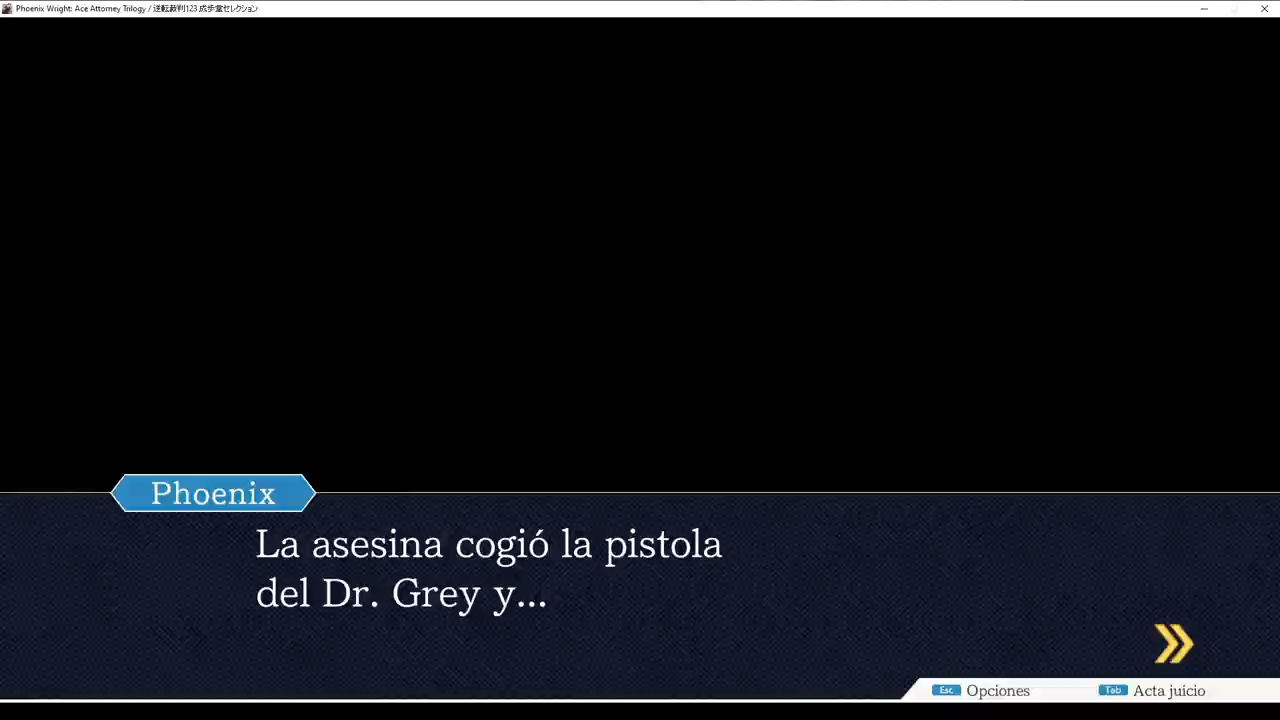 Phoenix Wright: Ace Attorney Trilogy / 逆転裁判123 成歩堂セレクション
Phoenix
La asesina cogió la pistola
del Dr. Grey y...
Esc Opciones Tab Acta juicio